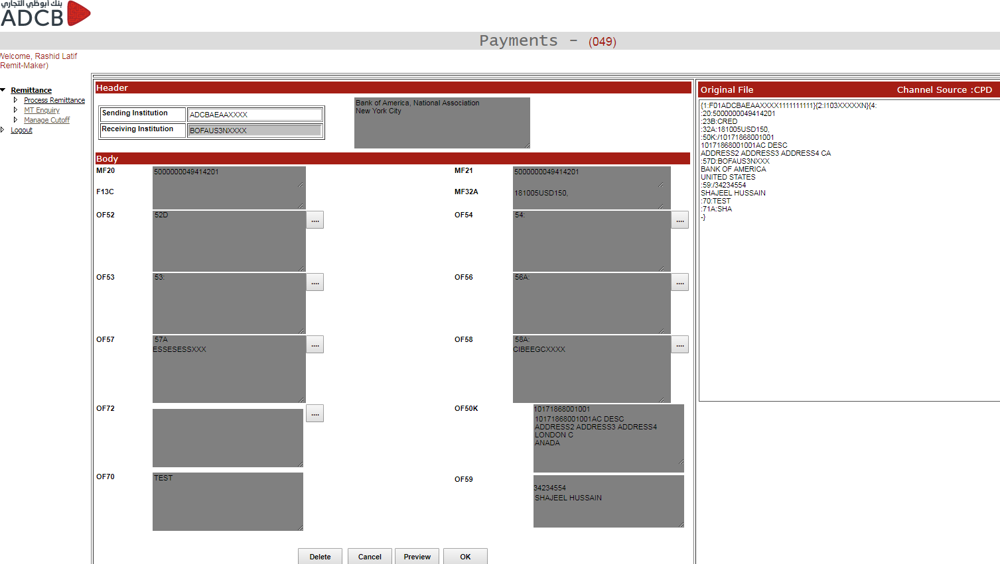 بنك أبوظبي التجاري
ADCB
Payments - (049)
Welcome, Rashid Latif
Remit-Maker)
Remittance
Process Remittance
MT Enquiry
Manage Cutoff
Logout
Header
Sending Institution ADCBAEAAXXXX
Receiving Institution BOFAUS3NXXXX
Bank of America, National Association
New York City
Body
MF20 5000000049414201
MF21 5000000049414201
F13C
MF32A 181005USD150,
OF52 52D ....
OF54 54: ....
OF53 53: ....
OF56 56A: ....
OF57 57A ....
ESSESESSXXX
OF58 58A: ....
CIBEEGCXXXX
OF72 ....
OF50K 10171868001001
10171868001001AC DESC
ADDRESS2 ADDRESS3 ADDRESS4
LONDON C
ANADA
OF70 TEST
OF59
34234554
SHAJEEL HUSSAIN
Delete Cancel Preview OK
Original File Channel Source :CPD
{1:F01ADCBAEAAXXXX1111111111}{2:I103XXXXXN}{4:
:20:5000000049414201
:23B:CRED
:32A:181005USD150,
:50K:/10171868001001
10171868001001AC DESC
ADDRESS2 ADDRESS3 ADDRESS4 CA
:57D:BOFAUS3NXXX
BANK OF AMERICA
UNITED STATES
:59:/34234554
SHAJEEL HUSSAIN
:70:TEST
:71A:SHA
-}